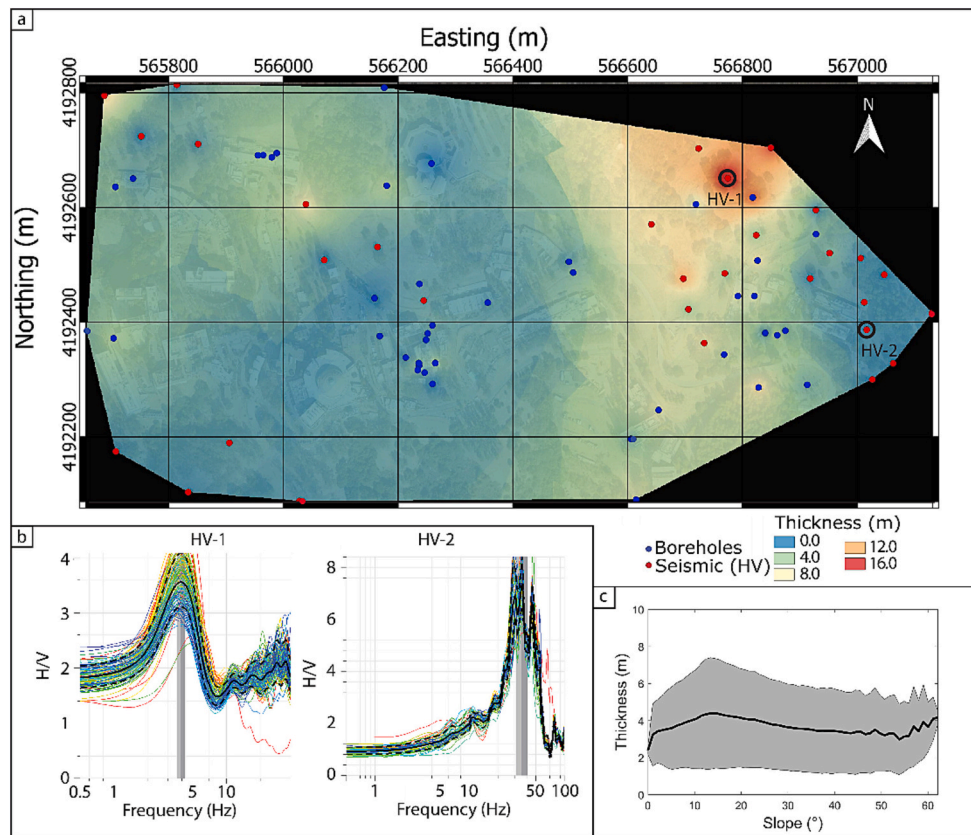 a
Easting (m)
565800 566000 566200 566400 566600 566800 567000
Northing (m)
4192800
4192600
4192400
4192200
N
HV-1
HV-2
Boreholes
Seismic (HV)
Thickness (m)
0.0 12.0
4.0 16.0
8.0
b
HV-1
H/V
4
3
2
1
0
0.5 1 5 10
Frequency (Hz)
HV-2
H/V
8
6
4
2
0
1 5 10 50 100
Frequency (Hz)
c
Thickness (m)
10
8
6
4
2
0
0 10 20 30 40 50 60
Slope (°)